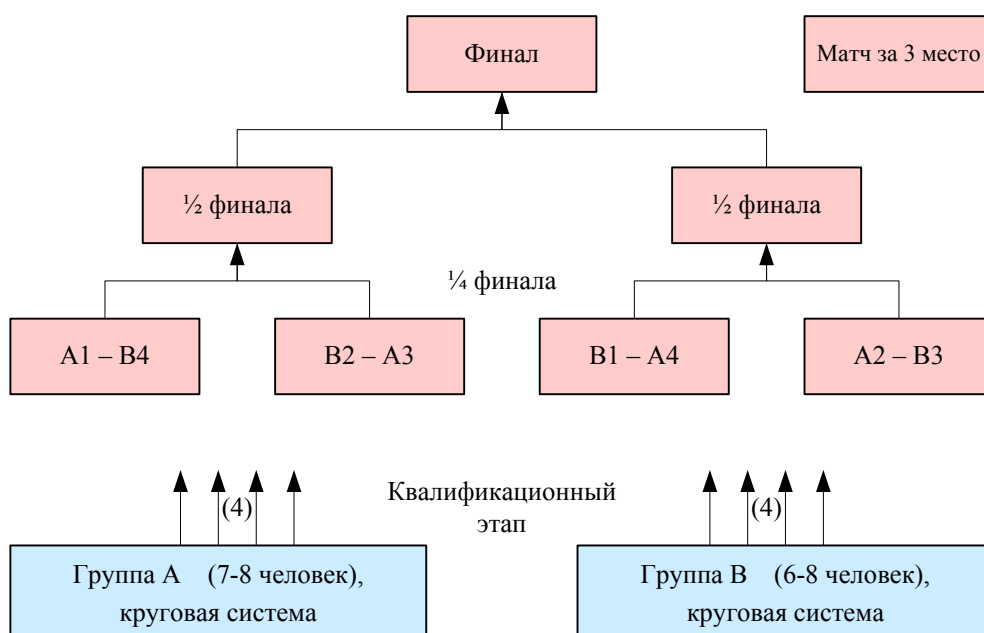 Финал
Матч за 3 место
½ финала
½ финала
¼ финала
A1 – B4
B2 – A3
B1 – A4
A2 – B3
(4)
Квалификационный
этап
(4)
Группа A (7-8 человек),
круговая система
Группа B (6-8 человек),
круговая система